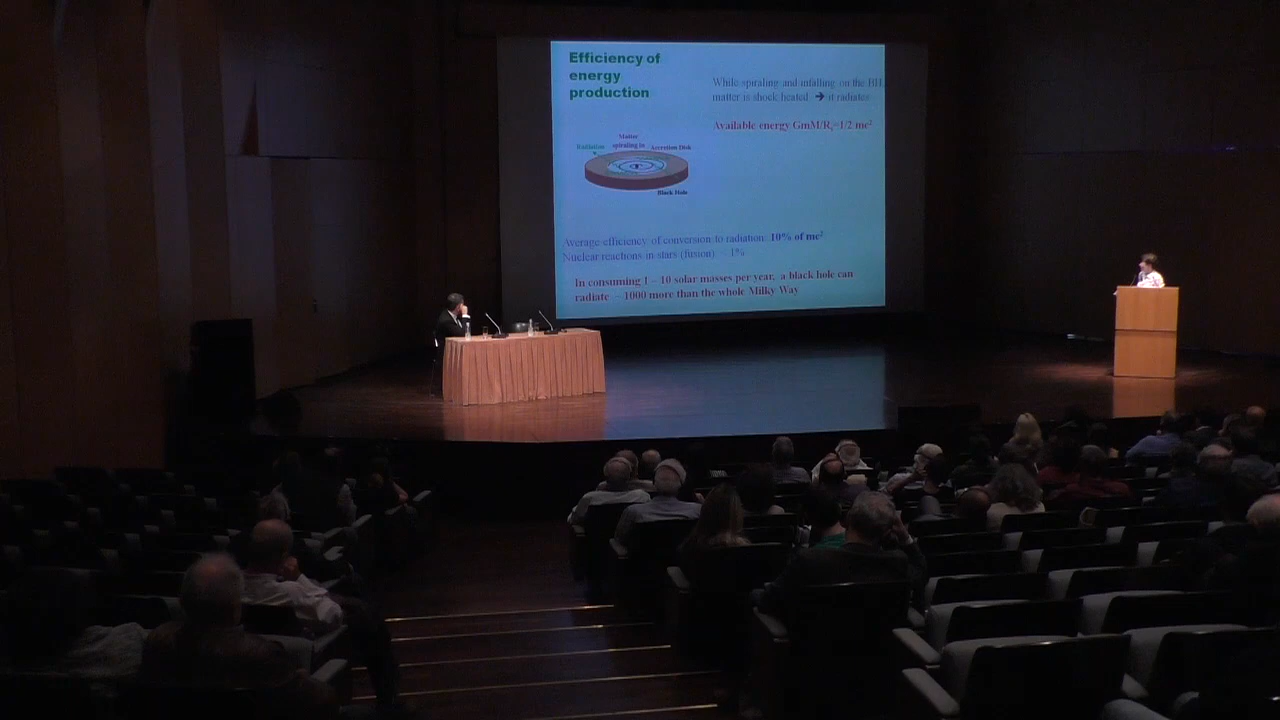 Efficiency of
energy
production
While spiraling and infalling on the BH,
matter is shock heated ➔ it radiates
Available energy GmM/Rs=1/2 mc²
Matter
spiraling in
Radiation
Accretion Disk
Black Hole
Average efficiency of conversion to radiation: 10% of mc²
Nuclear reactions in stars (fusion) 1%
In consuming 1 – 10 solar masses per year, a black hole can
radiate ~ 1000 more than the whole Milky Way